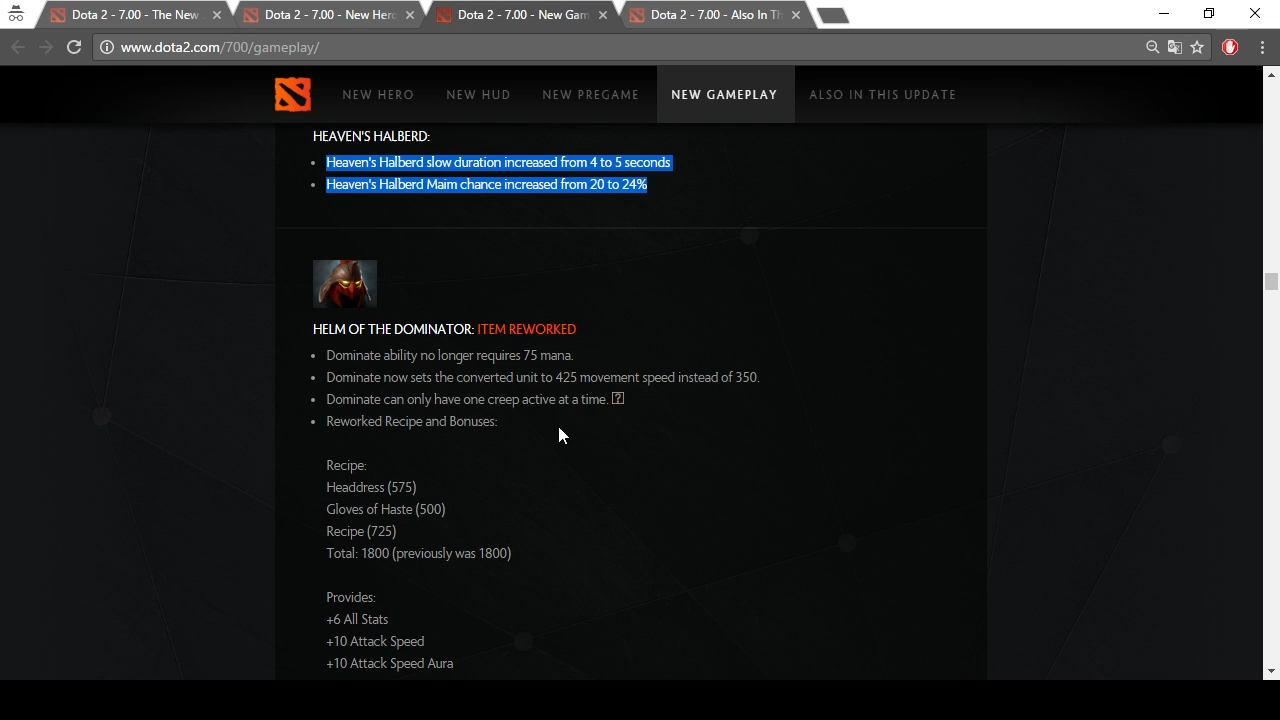 Dota 2 - 7.00 - The New
Dota 2 - 7.00 - New Hero
Dota 2 - 7.00 - New Gam
Dota 2 - 7.00 - Also In Th
www.dota2.com/700/gameplay/
NEW HERO
NEW HUD
NEW PREGAME
NEW GAMEPLAY
ALSO IN THIS UPDATE
HEAVEN'S HALBERD:
• Heaven's Halberd slow duration increased from 4 to 5 seconds
• Heaven's Halberd Maim chance increased from 20 to 24%
HELM OF THE DOMINATOR: ITEM REWORKED
• Dominate ability no longer requires 75 mana.
• Dominate now sets the converted unit to 425 movement speed instead of 350.
• Dominate can only have one creep active at a time. ?
• Reworked Recipe and Bonuses:
Recipe:
Headdress (575)
Gloves of Haste (500)
Recipe (725)
Total: 1800 (previously was 1800)
Provides:
+6 All Stats
+10 Attack Speed
+10 Attack Speed Aura